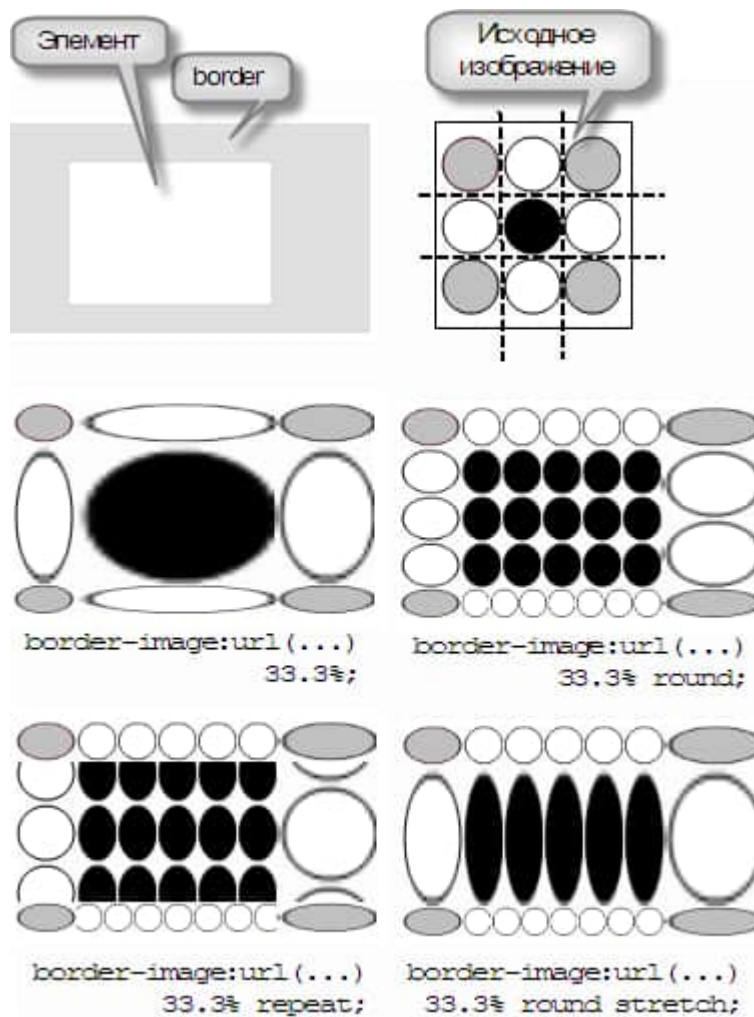 Элемент
border
Исходное
изображение
border-image:url(...)
33.3%;
border-image:url(...)
33.3% round;
border-image:url(...)
33.3% repeat;
border-image:url(...)
33.3% round stretch;